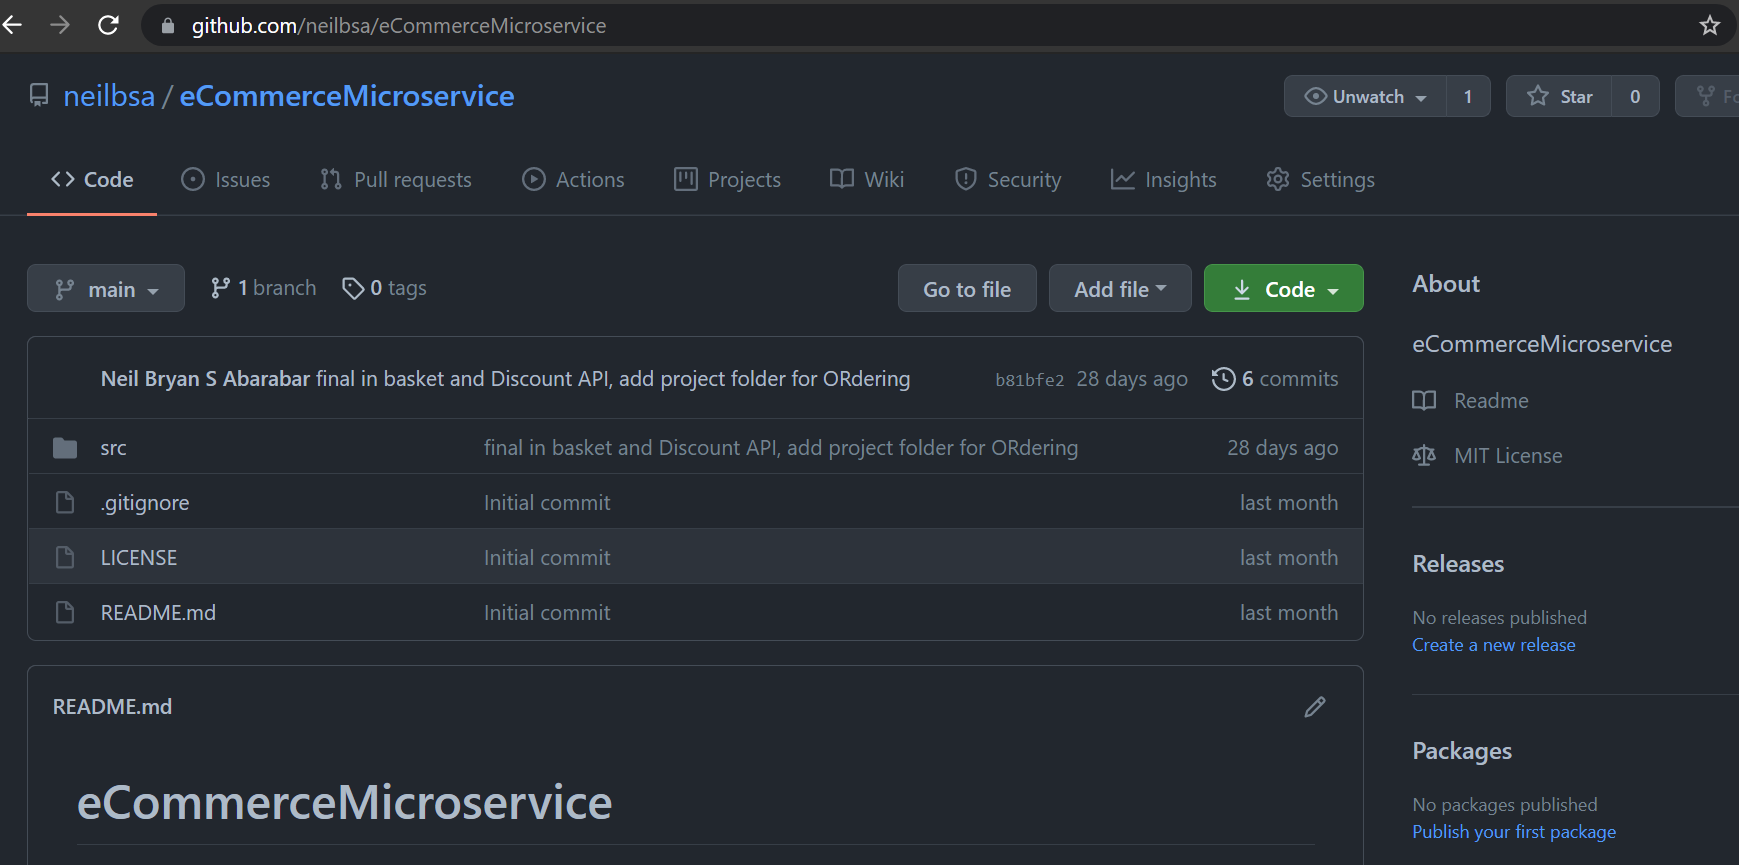 github.com/neilbsa/eCommerceMicroservice
neilbsa / eCommerceMicroservice
Unwatch 1 Star 0
Code Issues Pull requests Actions Projects Wiki Security Insights Settings
main 1 branch 0 tags Go to file Add file Code
Neil Bryan S Abarabar final in basket and Discount API, add project folder for ORdering b81bfe2 28 days ago 6 commits
src final in basket and Discount API, add project folder for ORdering 28 days ago
.gitignore Initial commit last month
LICENSE Initial commit last month
README.md Initial commit last month
README.md
eCommerceMicroservice
About
eCommerceMicroservice
Readme
MIT License
Releases
No releases published
Create a new release
Packages
No packages published
Publish your first package